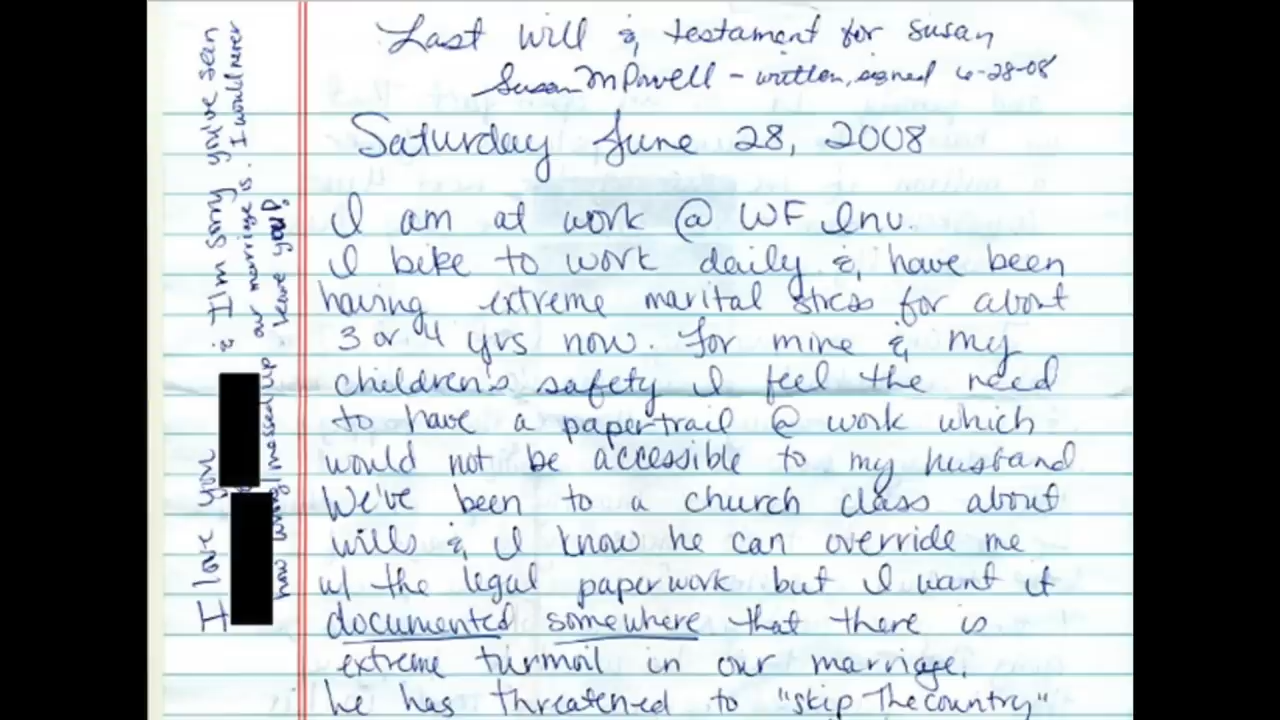 Last will & testament for Susan
Susan M Powell - written, signed 6-28-08
Saturday June 28, 2008
I am at work @ WF Inv.
I bike to work daily & have been
having extreme marital stress for about
3 or 4 yrs now. For mine & my
children's safety I feel the need
to have a papertrail @ work which
would not be accessible to my husband
We've been to a church class about
wills & I know he can override me
w/ the legal paperwork but I want it
documented somewhere that there is
extreme turmoil in our marriage.
he has threatened to "skip the country"
I love you & I'm sorry you've seen
how wrong/messed up our marriage is. I would never
leave you!